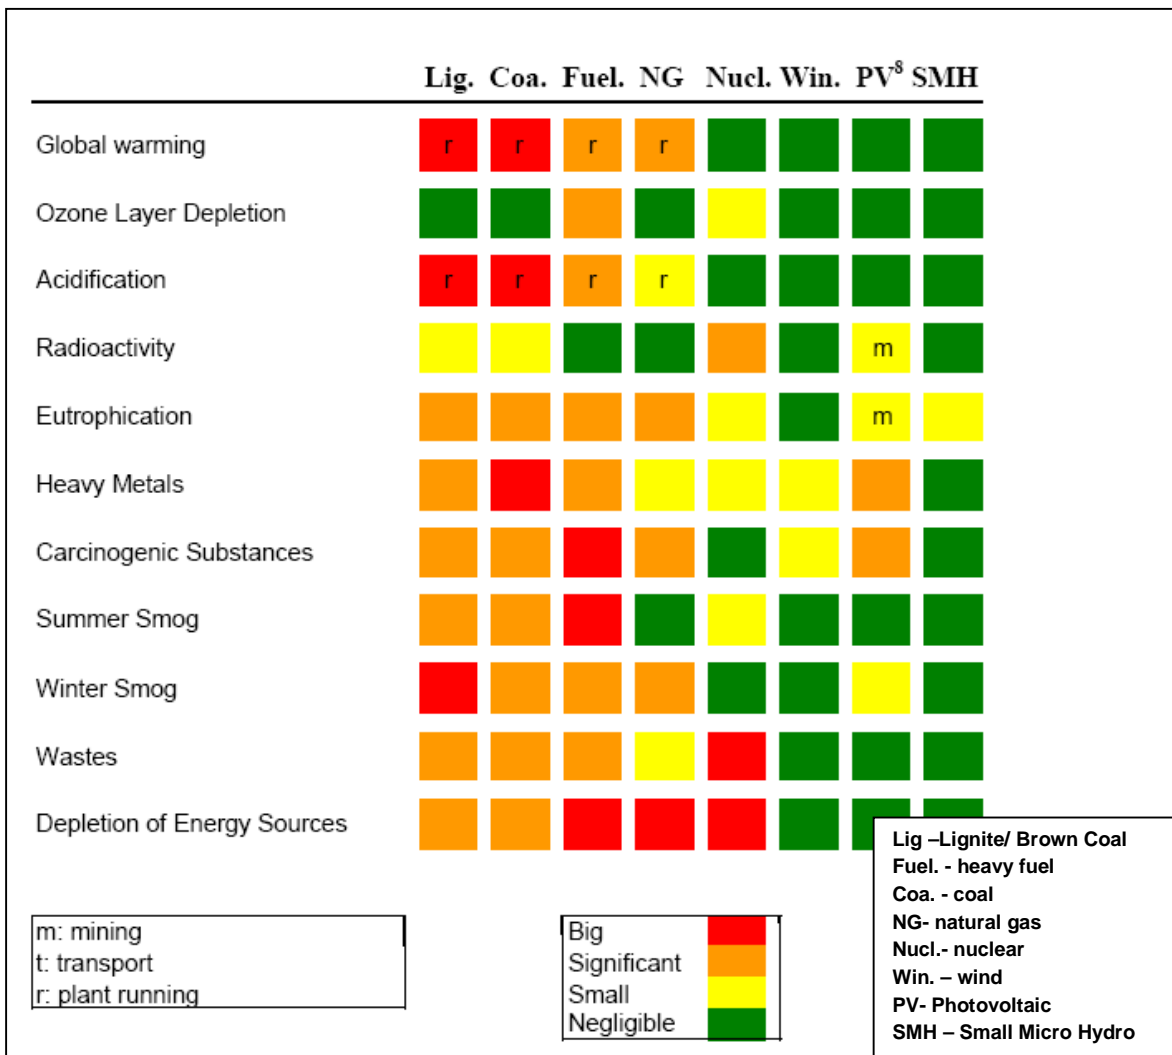 Lig. Coa. Fuel. NG Nucl. Win. PV8 SMH
Global warming r r r r
Ozone Layer Depletion
Acidification r r r r
Radioactivity m
Eutrophication m
Heavy Metals
Carcinogenic Substances
Summer Smog
Winter Smog
Wastes
Depletion of Energy Sources
m: mining
t: transport
r: plant running
Big
Significant
Small
Negligible
Lig –Lignite/ Brown Coal
Fuel. - heavy fuel
Coa. - coal
NG- natural gas
Nucl.- nuclear
Win. – wind
PV- Photovoltaic
SMH – Small Micro Hydro